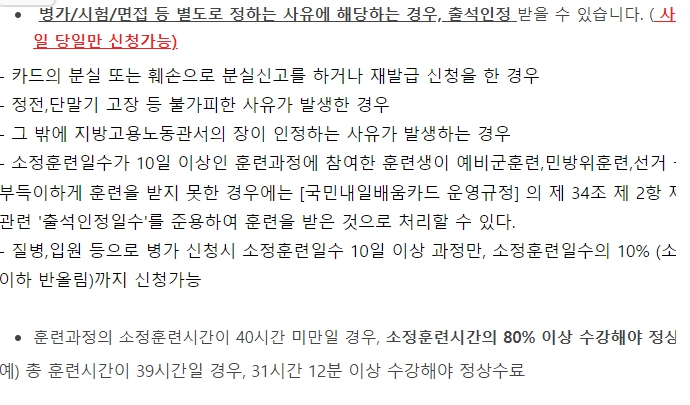 • 병가/시험/면접 등 별도로 정하는 사유에 해당하는 경우, 출석인정 받을 수 있습니다. ( 사
일 당일만 신청가능)
- 카드의 분실 또는 훼손으로 분실신고를 하거나 재발급 신청을 한 경우
- 정전,단말기 고장 등 불가피한 사유가 발생한 경우
- 그 밖에 지방고용노동관서의 장이 인정하는 사유가 발생하는 경우
- 소정훈련일수가 10일 이상인 훈련과정에 참여한 훈련생이 예비군훈련,민방위훈련,선거
부득이하게 훈련을 받지 못한 경우에는 [국민내일배움카드 운영규정] 의 제 34조 제 2항
관련 '출석인정일수'를 준용하여 훈련을 받은 것으로 처리할 수 있다.
- 질병,입원 등으로 병가 신청시 소정훈련일수 10일 이상 과정만, 소정훈련일수의 10% (소
이하 반올림)까지 신청가능
• 훈련과정의 소정훈련시간이 40시간 미만일 경우, 소정훈련시간의 80% 이상 수강해야 정상
예) 총 훈련시간이 39시간일 경우, 31시간 12분 이상 수강해야 정상수료